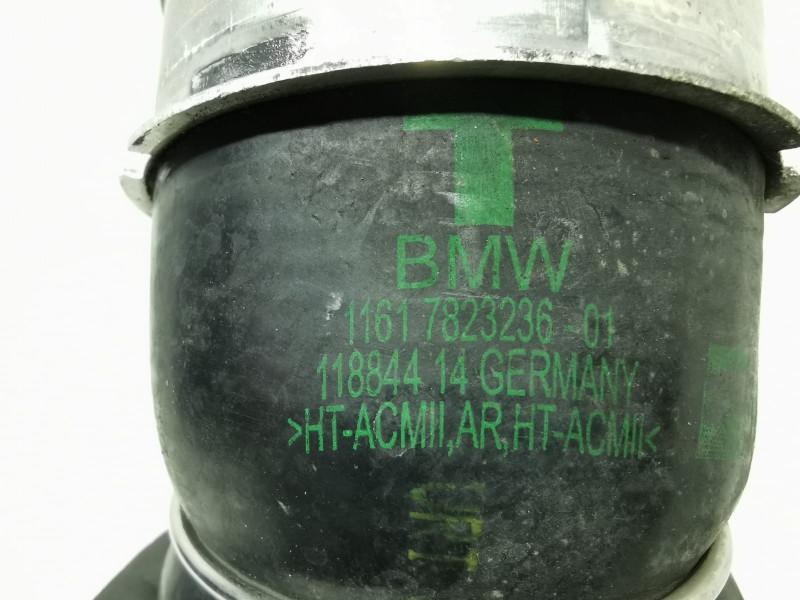 T
BMW
1161 7823236-01
118844 14 GERMANY
>HT-ACMII,AR,HT-ACMII<